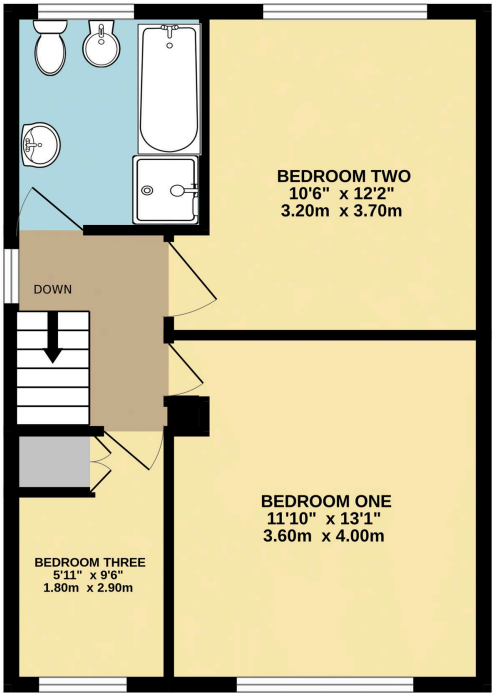 BEDROOM TWO
10'6" x 12'2"
3.20m x 3.70m
DOWN
BEDROOM ONE
11'10" x 13'1"
3.60m x 4.00m
BEDROOM THREE
5'11" x 9'6"
1.80m x 2.90m